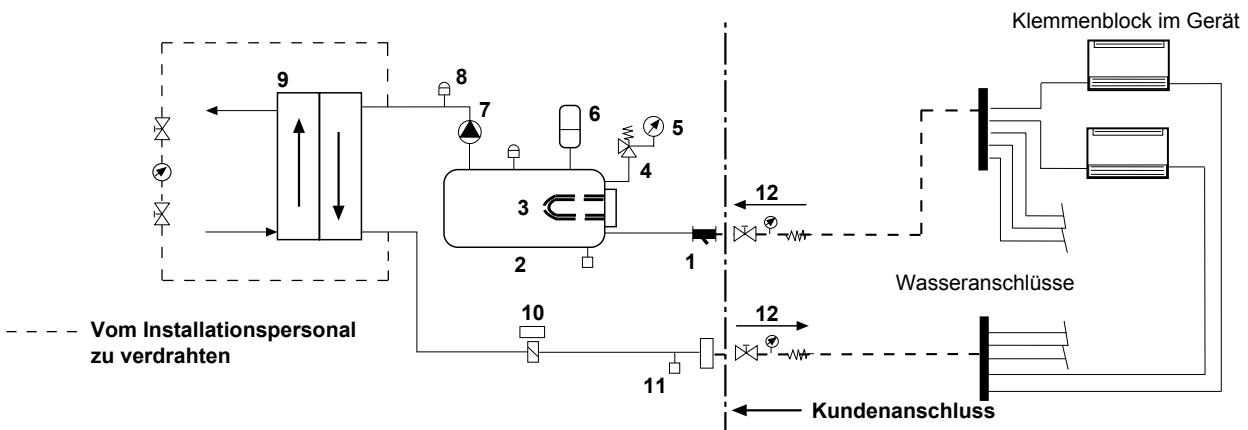 Klemmenblock im Gerät
9
8
7
6
5
4
3
12
2
1
Wasseranschlüsse
10
12
Vom Installationspersonal
zu verdrahten
11
Kundenanschluss